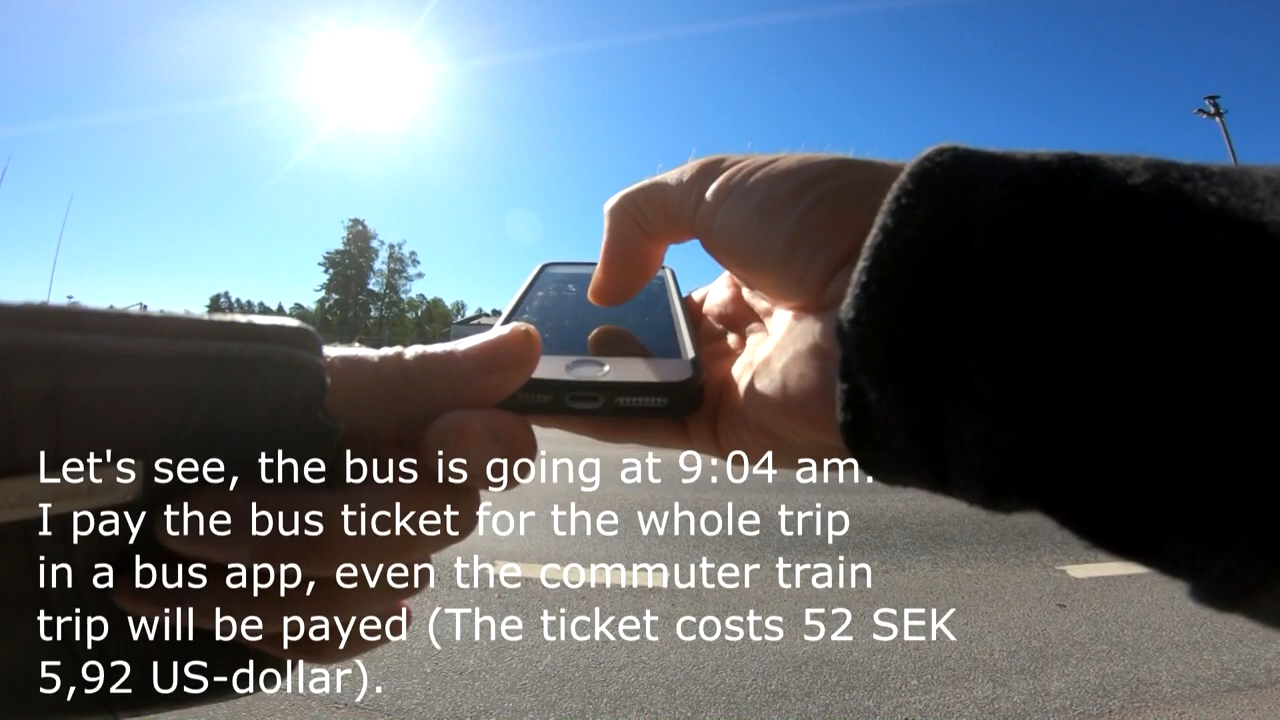 Let's see, the bus is going at 9:04 am.
I pay the bus ticket for the whole trip
in a bus app, even the commuter train
trip will be payed (The ticket costs 52 SEK
5,92 US-dollar).